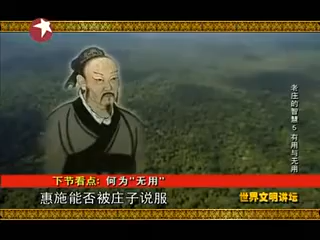 老庄的智慧 5 有用与无用
下节看点：何为“无用”
惠施能否被庄子说服
世界文明讲坛